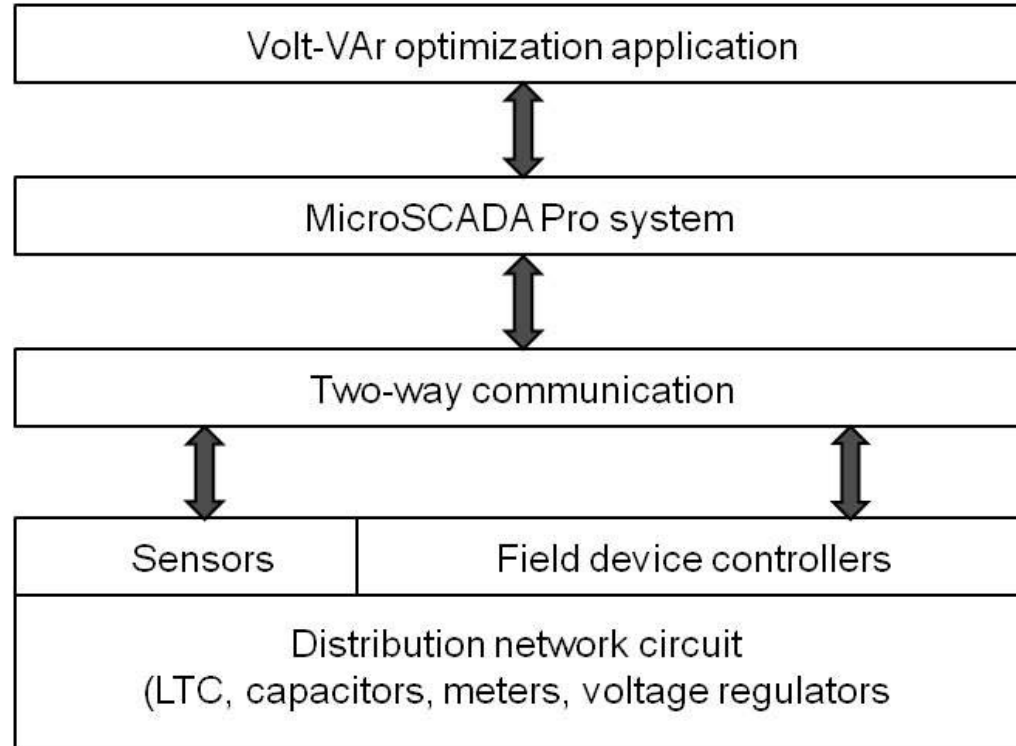 Volt-VAr optimization application
MicroSCADA Pro system
Two-way communication
Sensors
Field device controllers
Distribution network circuit
(LTC, capacitors, meters, voltage regulators